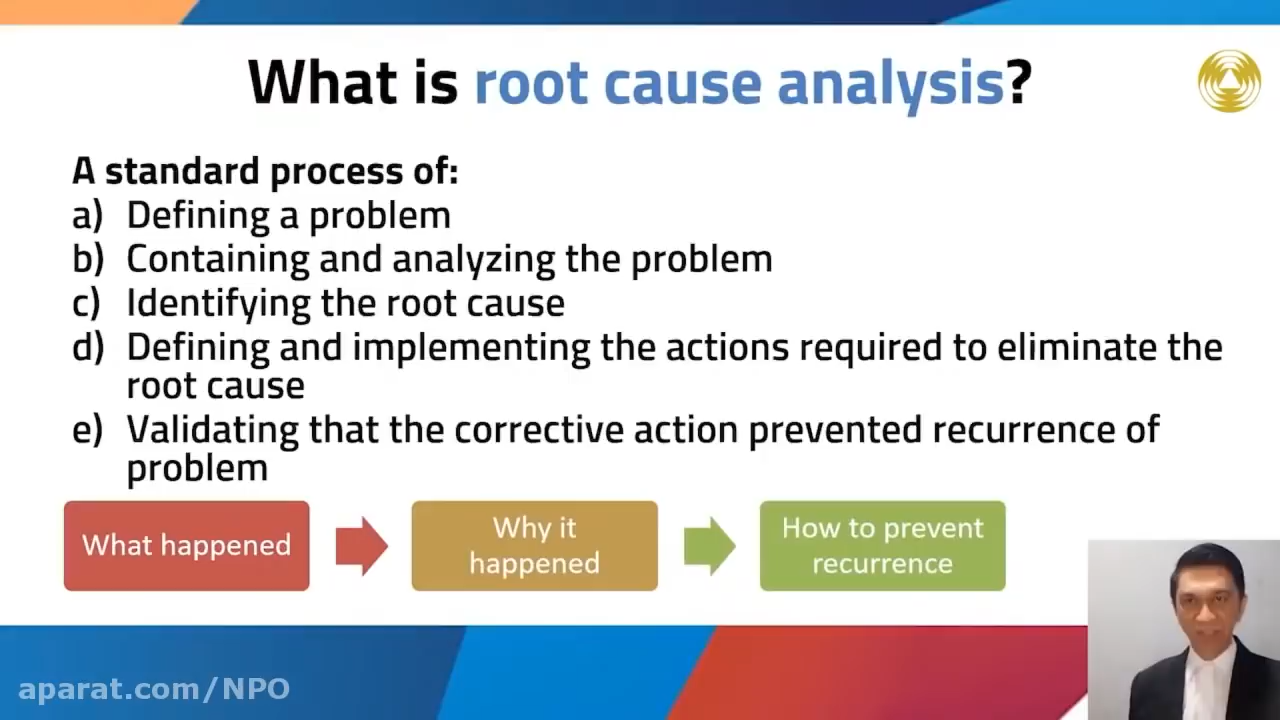 What is root cause analysis?
A standard process of:
a) Defining a problem
b) Containing and analyzing the problem
c) Identifying the root cause
d) Defining and implementing the actions required to eliminate the
root cause
e) Validating that the corrective action prevented recurrence of
problem
What happened
Why it
happened
How to prevent
recurrence
aparat.com/NPO